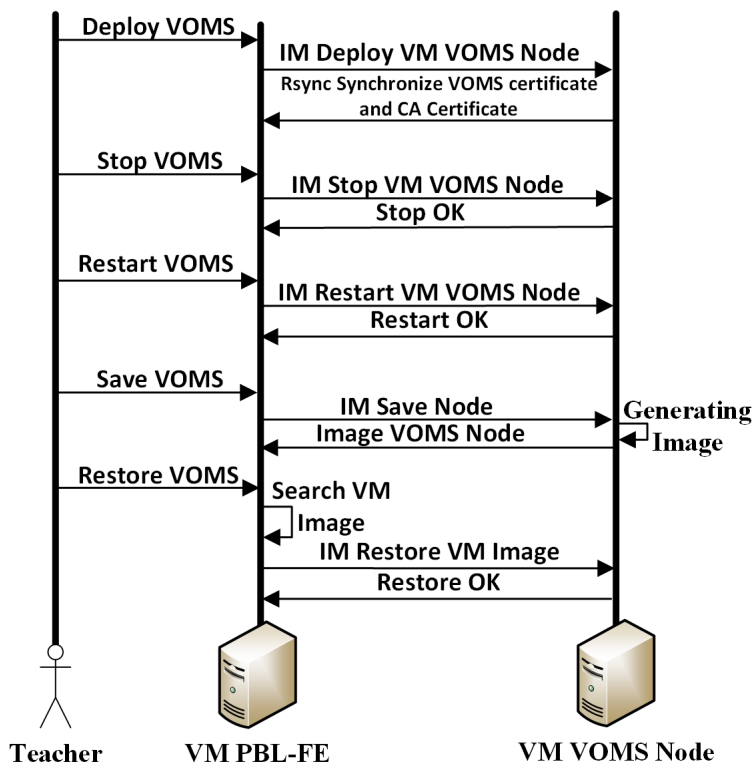 Deploy VOMS
IM Deploy VM VOMS Node
Rsync Synchronize VOMS certificate
and CA Certificate
Stop VOMS
IM Stop VM VOMS Node
Stop OK
Restart VOMS
IM Restart VM VOMS Node
Restart OK
Save VOMS
IM Save Node
Generating
Image
Image VOMS Node
Restore VOMS
Search VM
Image
IM Restore VM Image
Restore OK
Teacher
VM PBL-FE
VM VOMS Node